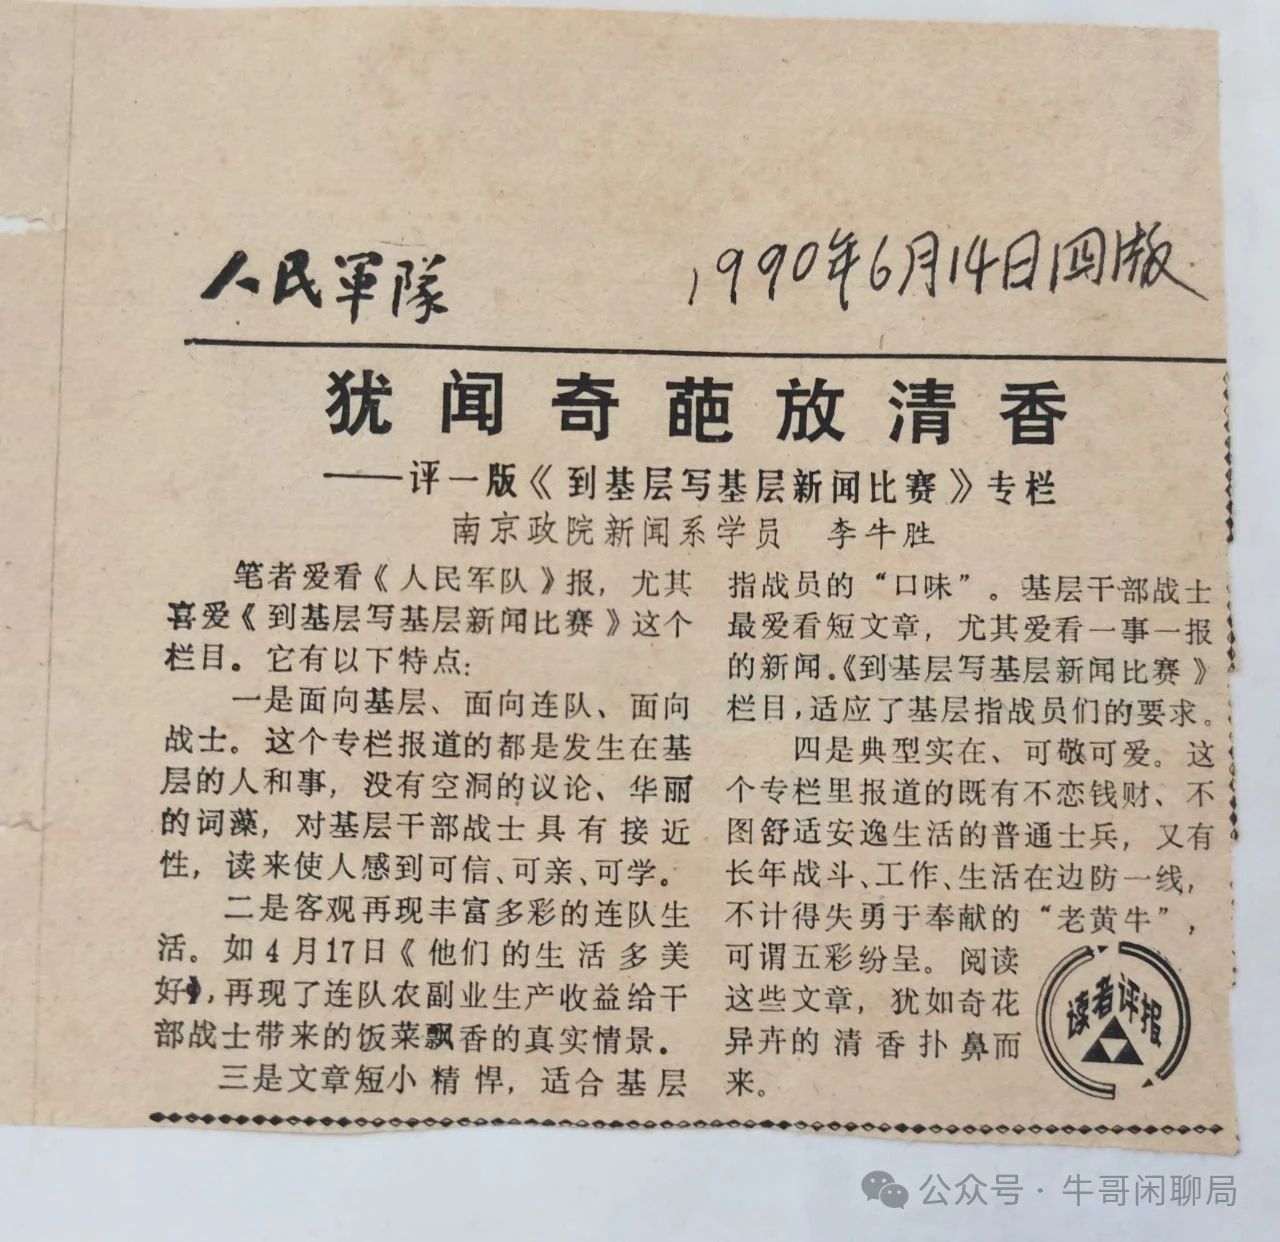 人民軍隊
1990年6月14日四版
犹闻奇葩放清香
——评一版《到基层写基层新闻比赛》专栏
南京政院新闻系学员 李牛胜
笔者爱看《人民军队》报，尤其
喜爱《到基层写基层新闻比赛》这个
栏目。它有以下特点:
一是面向基层、面向连队、面向
战士。这个专栏报道的都是发生在基
层的人和事，没有空洞的议论、华丽
的词藻，对基层干部战士具有接近
性，读来使人感到可信、可亲、可学。
二是客观再现丰富多彩的连队生
活。如4月17日《他们的生活多美
好》，再现了连队农副业生产收益给干
部战士带来的饭菜飘香的真实情景。
三是文章短小精悍，适合基层
指战员的“口味”。基层干部战士
最爱看短文章，尤其爱看一事一报
的新闻。《到基层写基层新闻比赛》
栏目，适应了基层指战员们的要求。
四是典型实在、可敬可爱。这
个专栏里报道的既有不恋钱财、不
图舒适安逸生活的普通士兵，又有
长年战斗、工作、生活在边防一线，
不计得失勇于奉献的“老黄牛”，
可谓五彩纷呈。阅读
这些文章，犹如奇花
异卉的清香扑鼻而
来。
读者评报
公众号·牛哥闲聊局